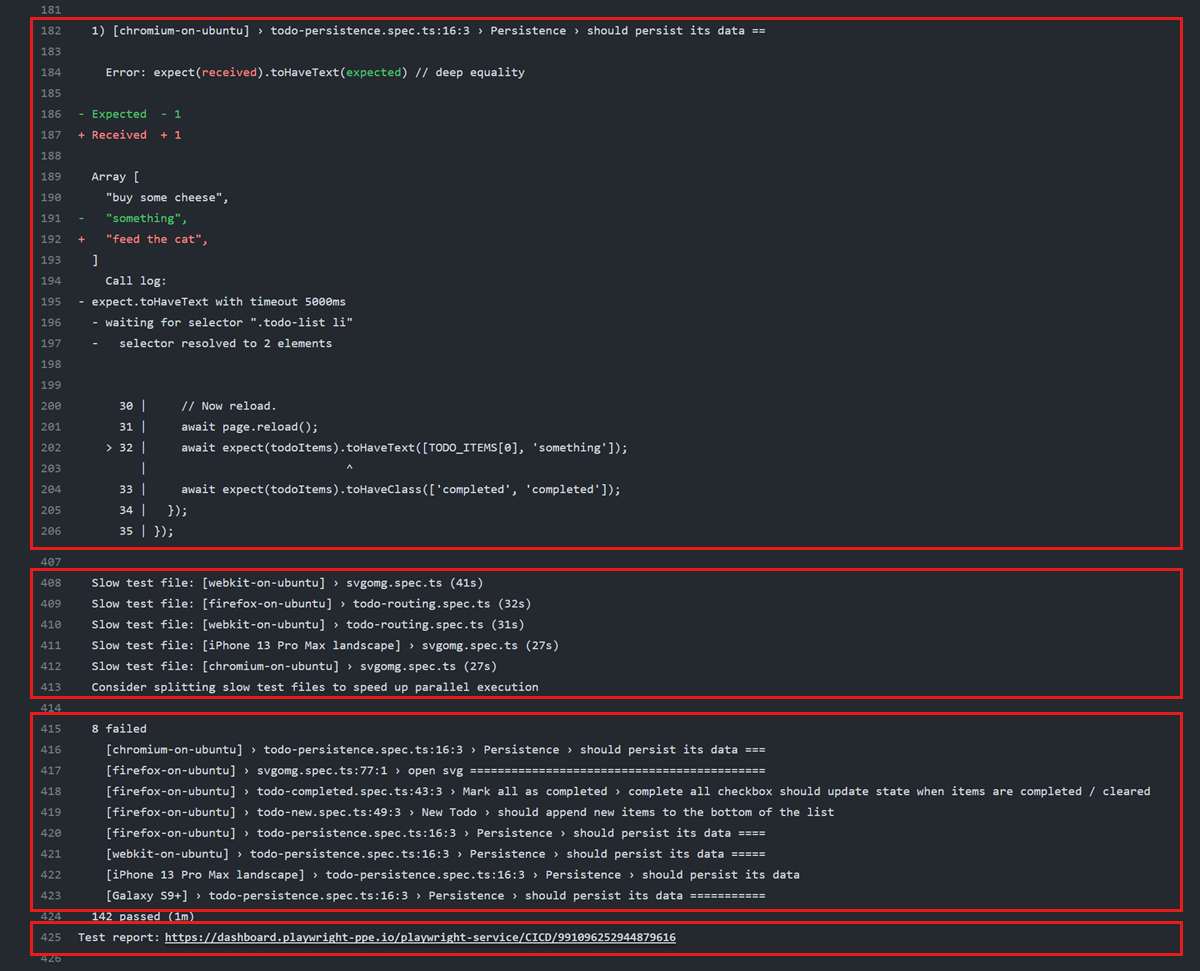 181
182 1) [chromium-on-ubuntu] › todo-persistence.spec.ts:16:3 › Persistence › should persist its data ==
183
184 Error: expect(received).toHaveText(expected) // deep equality
185
186 - Expected - 1
187 + Received + 1
188
189 Array [
190 "buy some cheese",
191 - "something",
192 + "feed the cat",
193 ]
194 Call log:
195 - expect.toHaveText with timeout 5000ms
196 - waiting for selector ".todo-list li"
197 - selector resolved to 2 elements
198
199
200 30 | // Now reload.
201 31 | await page.reload();
202 > 32 | await expect(todoItems).toHaveText([TODO_ITEMS[0], 'something']);
203 | ^
204 33 | await expect(todoItems).toHaveClass(['completed', 'completed']);
205 34 | });
206 35 | });
407
408 Slow test file: [webkit-on-ubuntu] › svgomg.spec.ts (41s)
409 Slow test file: [firefox-on-ubuntu] › todo-routing.spec.ts (32s)
410 Slow test file: [webkit-on-ubuntu] › todo-routing.spec.ts (31s)
411 Slow test file: [iPhone 13 Pro Max landscape] › svgomg.spec.ts (27s)
412 Slow test file: [chromium-on-ubuntu] › svgomg.spec.ts (27s)
413 Consider splitting slow test files to speed up parallel execution
414
415 8 failed
416 [chromium-on-ubuntu] › todo-persistence.spec.ts:16:3 › Persistence › should persist its data ===
417 [firefox-on-ubuntu] › svgomg.spec.ts:77:1 › open svg ===========================================
418 [firefox-on-ubuntu] › todo-completed.spec.ts:43:3 › Mark all as completed › complete all checkbox should update state when items are completed / cleared
419 [firefox-on-ubuntu] › todo-new.spec.ts:49:3 › New Todo › should append new items to the bottom of the list
420 [firefox-on-ubuntu] › todo-persistence.spec.ts:16:3 › Persistence › should persist its data ====
421 [webkit-on-ubuntu] › todo-persistence.spec.ts:16:3 › Persistence › should persist its data =====
422 [iPhone 13 Pro Max landscape] › todo-persistence.spec.ts:16:3 › Persistence › should persist its data
423 [Galaxy S9+] › todo-persistence.spec.ts:16:3 › Persistence › should persist its data ===========
424 142 passed (1m)
425 Test report: https://dashboard.playwright-ppe.io/playwright-service/CICD/991096252944879616
426